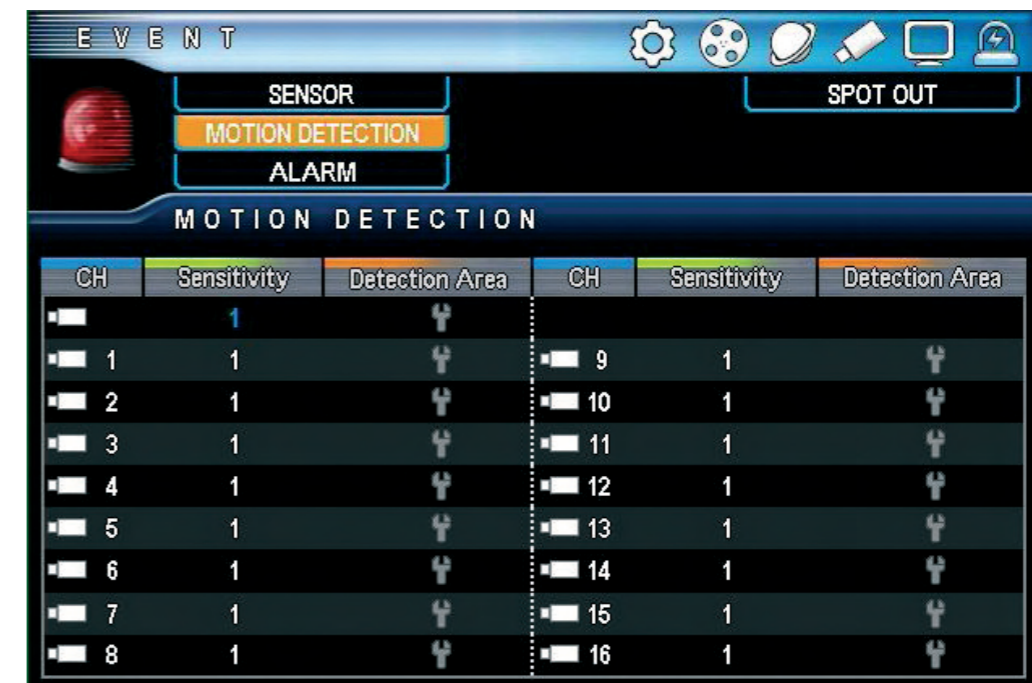 EVENT
SENSOR SPOT OUT
MOTION DETECTION
ALARM
MOTION DETECTION
CH Sensitivity Detection Area CH Sensitivity Detection Area
1
1 1 9 1
2 1 10 1
3 1 11 1
4 1 12 1
5 1 13 1
6 1 14 1
7 1 15 1
8 1 16 1